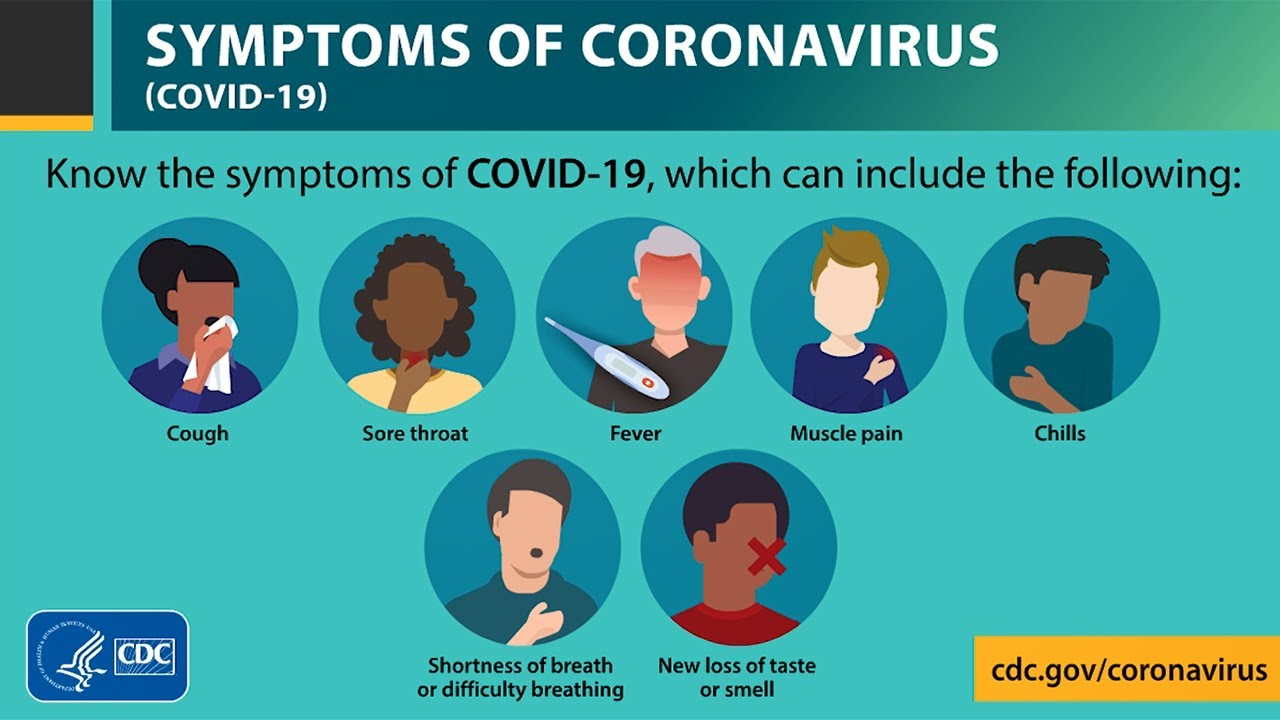 SYMPTOMS OF CORONAVIRUS
(COVID-19)
Know the symptoms of COVID-19, which can include the following:
Cough
Sore throat
Fever
Muscle pain
Chills
Shortness of breath
or difficulty breathing
New loss of taste
or smell
CDC
cdc.gov/coronavirus